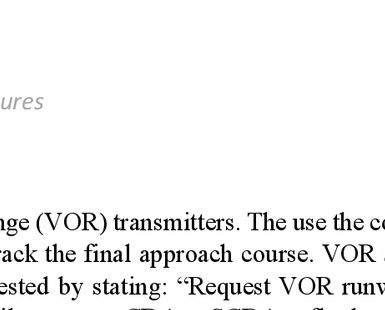 ures
nge (VOR) transmitters. The use the co
rack the final approach course. VOR
ested by stating: “Request VOR runw